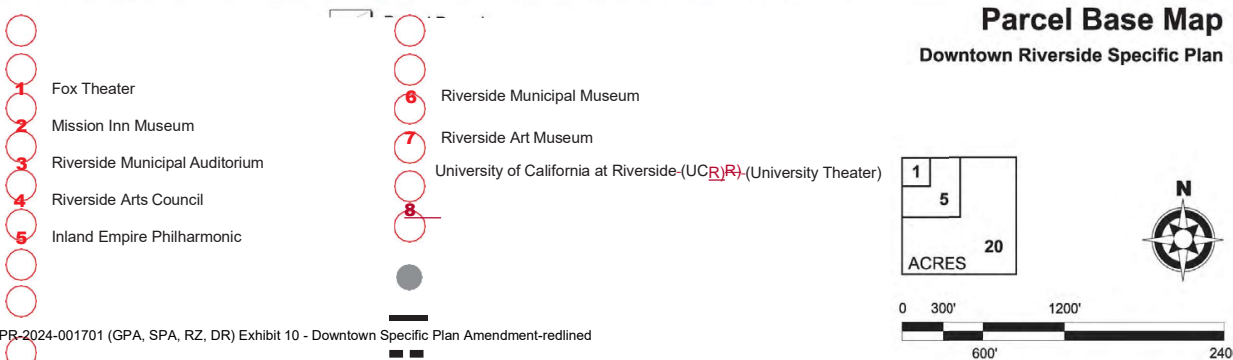 Parcel Base Map
Downtown Riverside Specific Plan
1 Fox Theater
2 Mission Inn Museum
3 Riverside Municipal Auditorium
4 Riverside Arts Council
5 Inland Empire Philharmonic
6 Riverside Municipal Museum
7 Riverside Art Museum
University of California at Riverside (UCR)R) (University Theater)
8
1
5
20
ACRES
N
0 300' 1200'
600' 240
PR-2024-001701 (GPA, SPA, RZ, DR) Exhibit 10 - Downtown Specific Plan Amendment-redlined